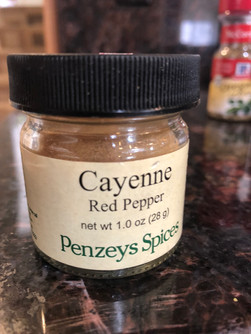 Cayenne
Red Pepper
net wt 1.0 oz (28 g)
Penzeys Spices